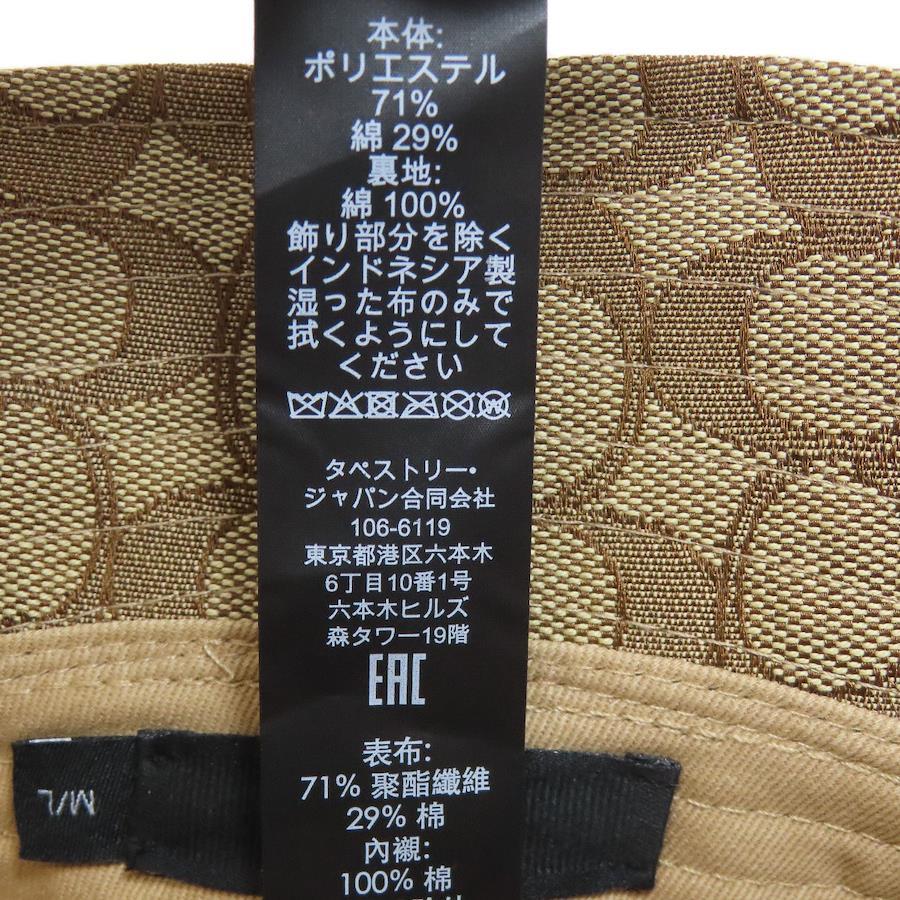 本体:
ポリエステル
71%
綿 29%
裏地:
綿 100%
飾り部分を除く
インドネシア製
湿った布のみで
拭くようにして
ください
タペストリー・
ジャパン合同会社
106-6119
東京都港区六本木
6丁目10番1号
六本木ヒルズ
森タワー19階
EAC
表布:
71% 聚酯纖維
29% 棉
內襯:
100% 棉
M/L